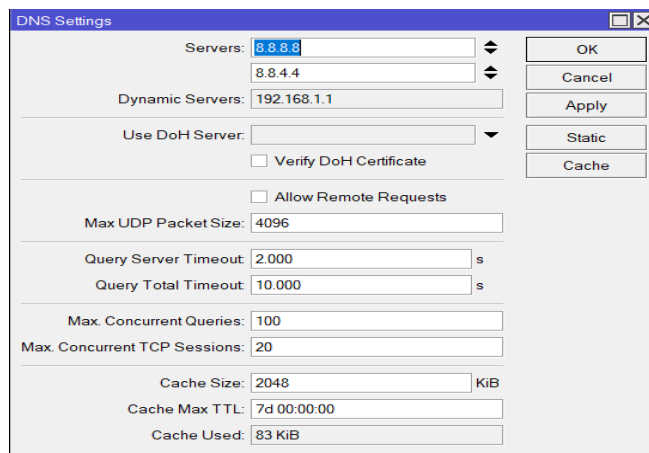 DNS Settings
Servers: 8.8.8.8
8.8.4.4
Dynamic Servers: 192.168.1.1
Use DoH Server:
Verify DoH Certificate
Allow Remote Requests
Max UDP Packet Size: 4096
Query Server Timeout: 2.000 s
Query Total Timeout: 10.000 s
Max. Concurrent Queries: 100
Max. Concurrent TCP Sessions: 20
Cache Size: 2048 KiB
Cache Max TTL: 7d 00:00:00
Cache Used: 83 KiB
OK
Cancel
Apply
Static
Cache